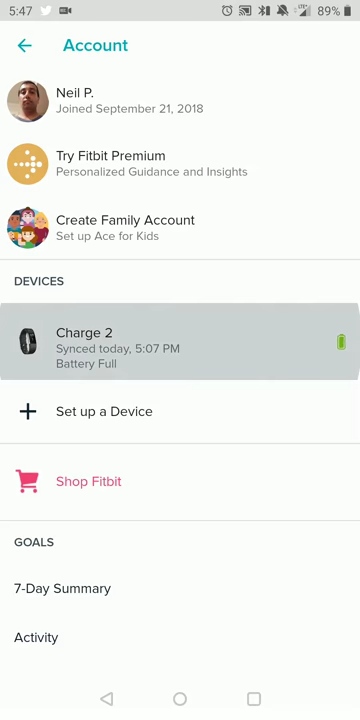 5:47
LTE+
89%
Account
Neil P.
Joined September 21, 2018
Try Fitbit Premium
Personalized Guidance and Insights
Create Family Account
Set up Ace for Kids
DEVICES
Charge 2
Synced today, 5:07 PM
Battery Full
Set up a Device
Shop Fitbit
GOALS
7-Day Summary
Activity